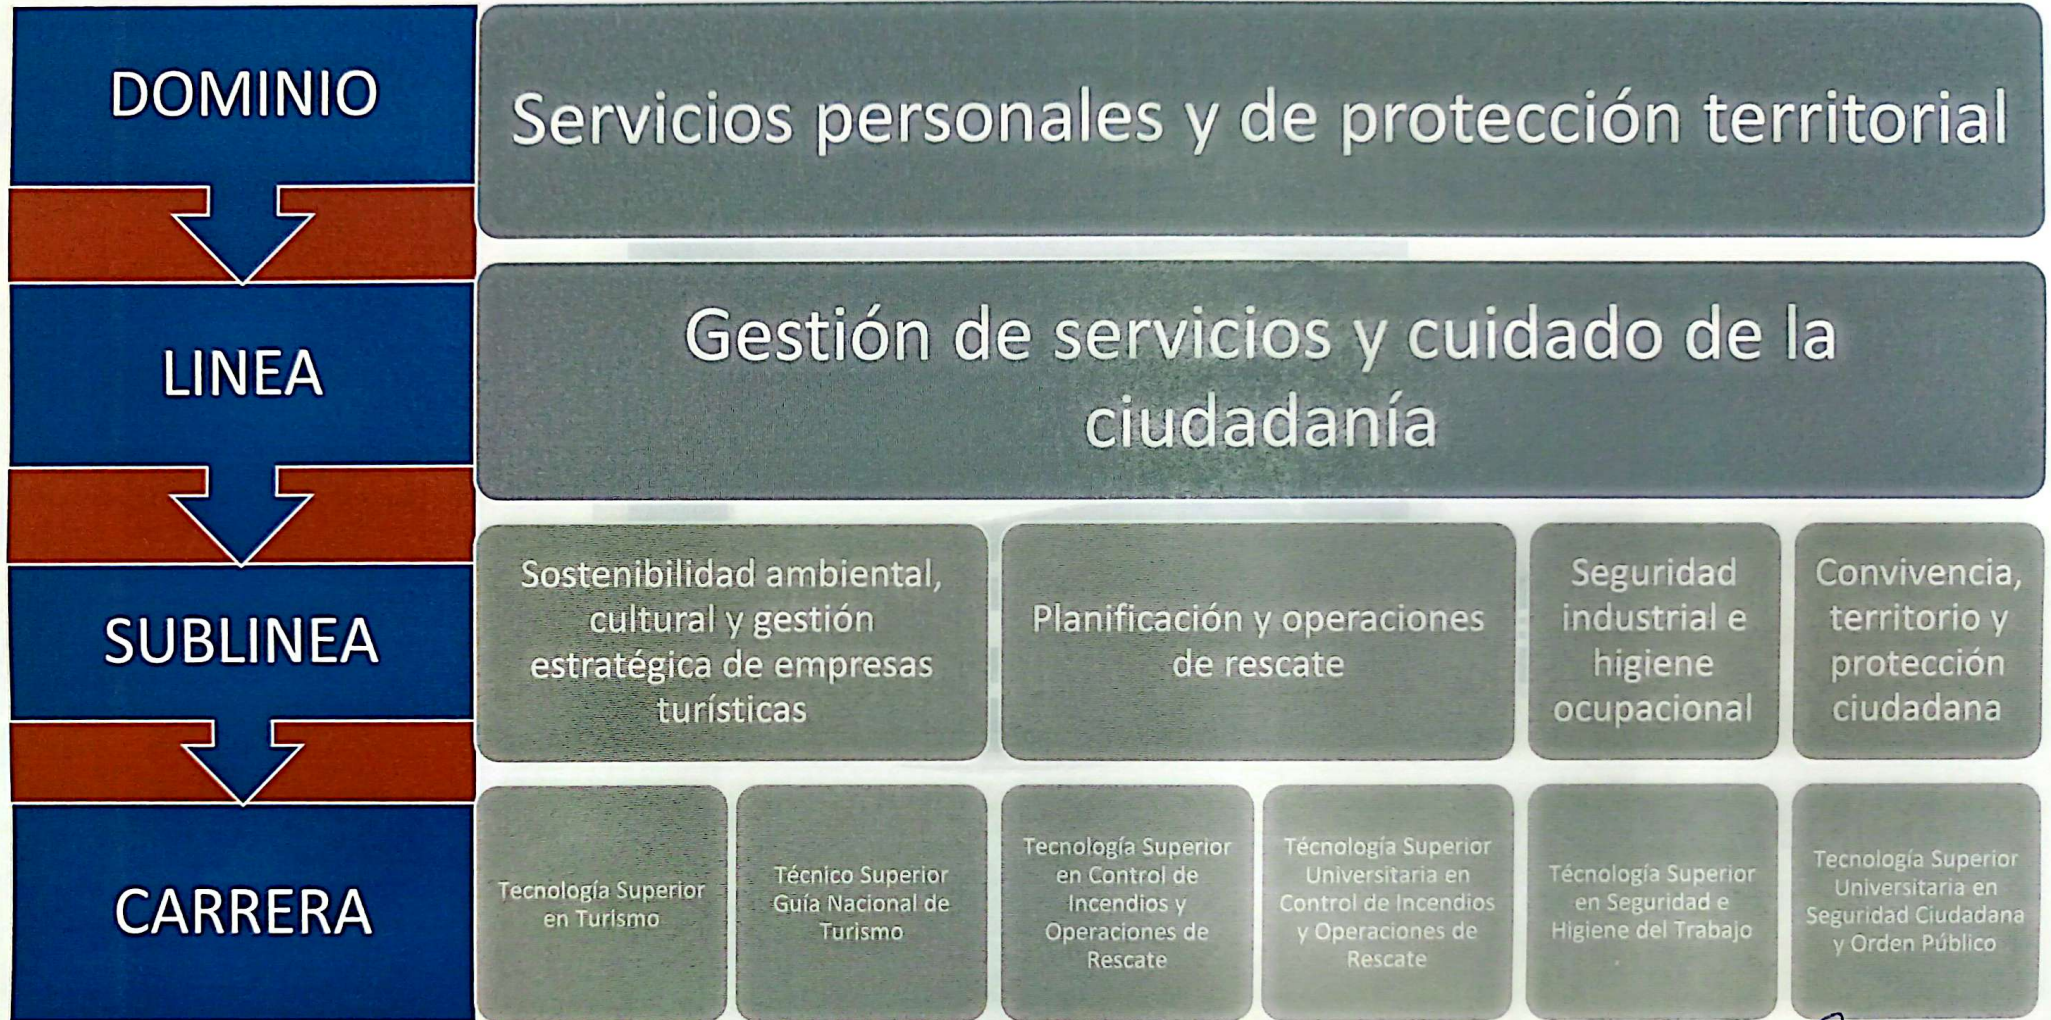 DOMINIO
Servicios personales y de protección territorial
LINEA
Gestión de servicios y cuidado de la
ciudadanía
SUBLINEA
Sostenibilidad ambiental,
cultural y gestión
estratégica de empresas
turísticas
Planificación y operaciones
de rescate
Seguridad
industrial e
higiene
ocupacional
Convivencia,
territorio y
protección
ciudadana
CARRERA
Tecnología Superior
en Turismo
Técnico Superior
Guía Nacional de
Turismo
Tecnología Superior
en Control de
Incendios y
Operaciones de
Rescate
Técnología Superior
Universitaria en
Control de Incendios
y Operaciones de
Rescate
Técnología Superior
en Seguridad e
Higiene del Trabajo
Tecnología Superior
Universitaria en
Seguridad Ciudadana
y Orden Público